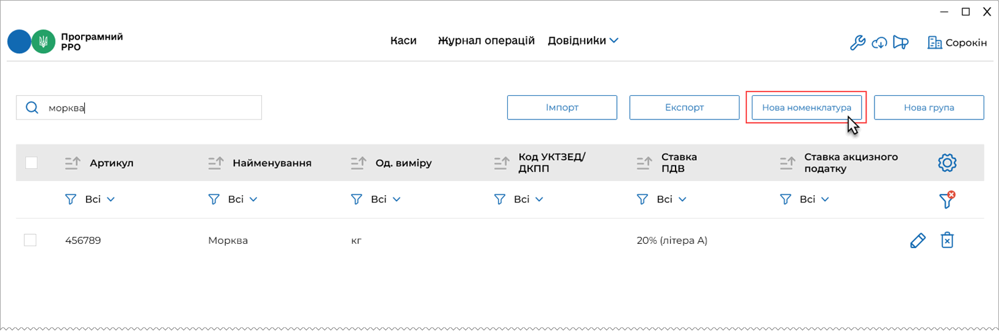 Програмний
РРО
Каси Журнал операцій Довідники
Сорокін
морква
Імпорт Експорт Нова номенклатура Нова група
Артикул Найменування Од. виміру Код УКТЗЕД/ Ставка Ставка акцизного
ДКПП ПДВ податку
Всі Всі Всі Всі Всі Всі
456789 Морква кг 20% (літера А)